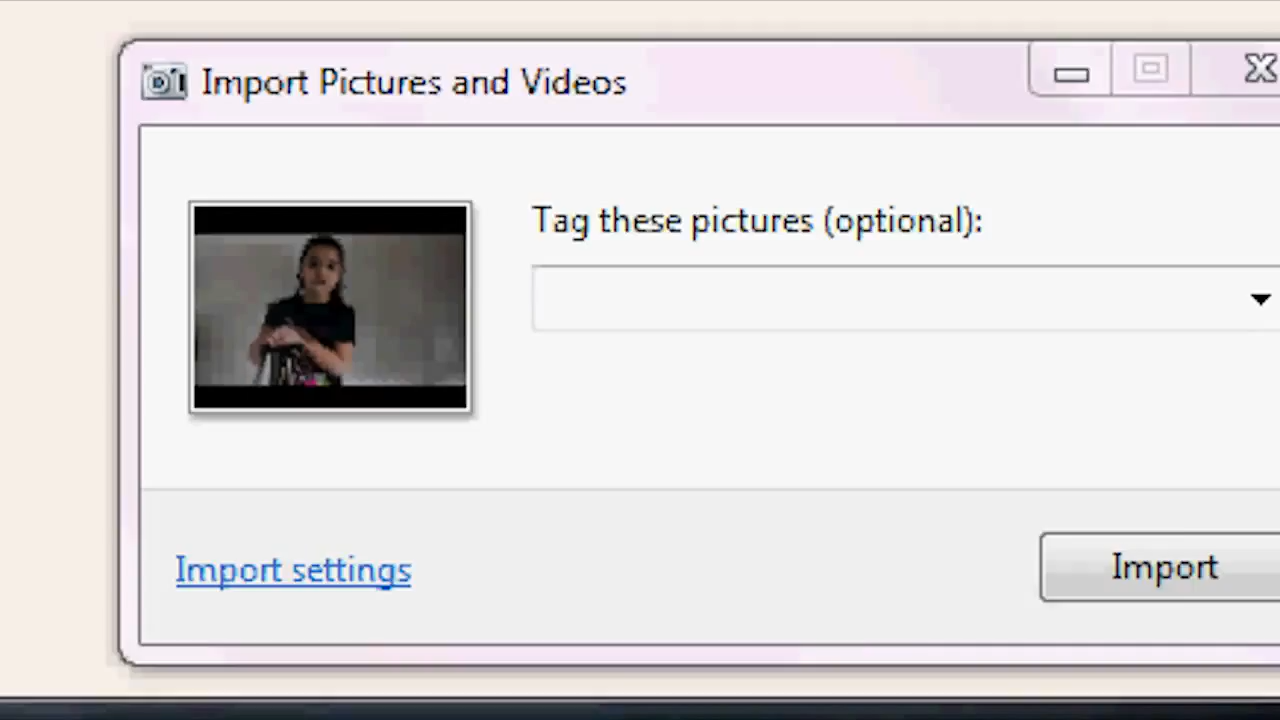 Import Pictures and Videos
Tag these pictures (optional):
Import settings
Import